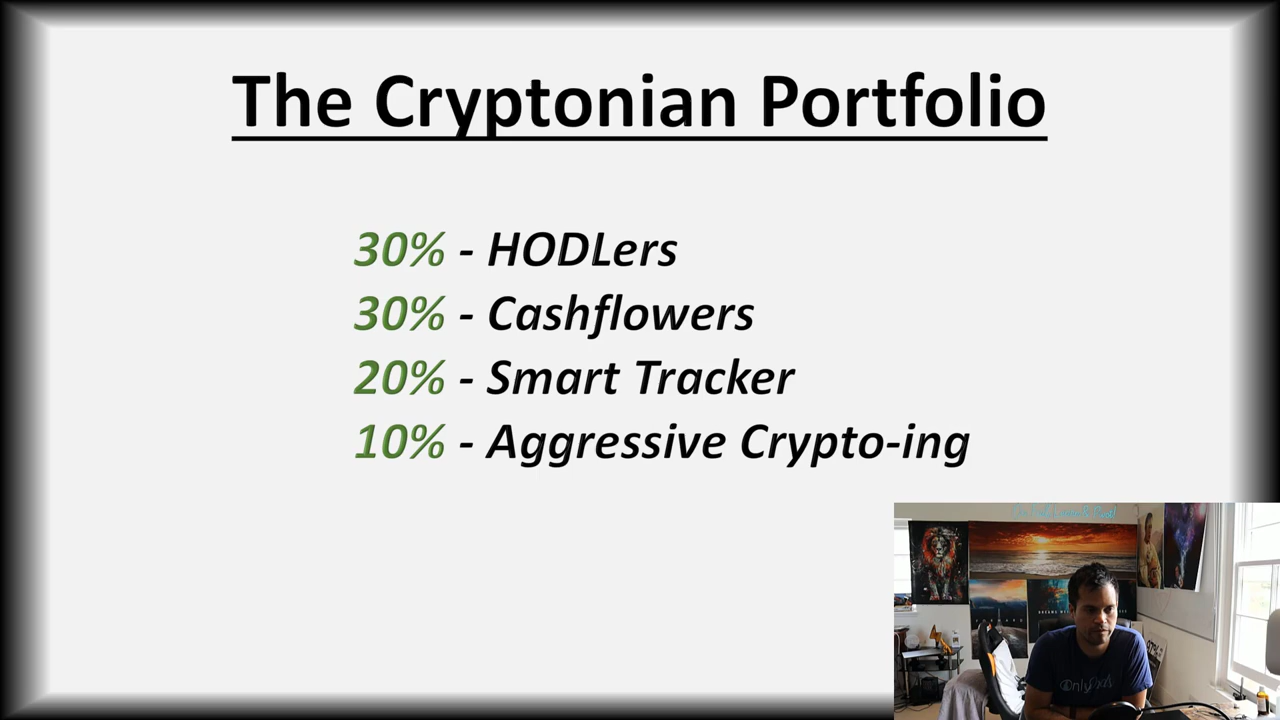 The Cryptonian Portfolio
30% - HODLers
30% - Cashflowers
20% - Smart Tracker
10% - Aggressive Crypto-ing